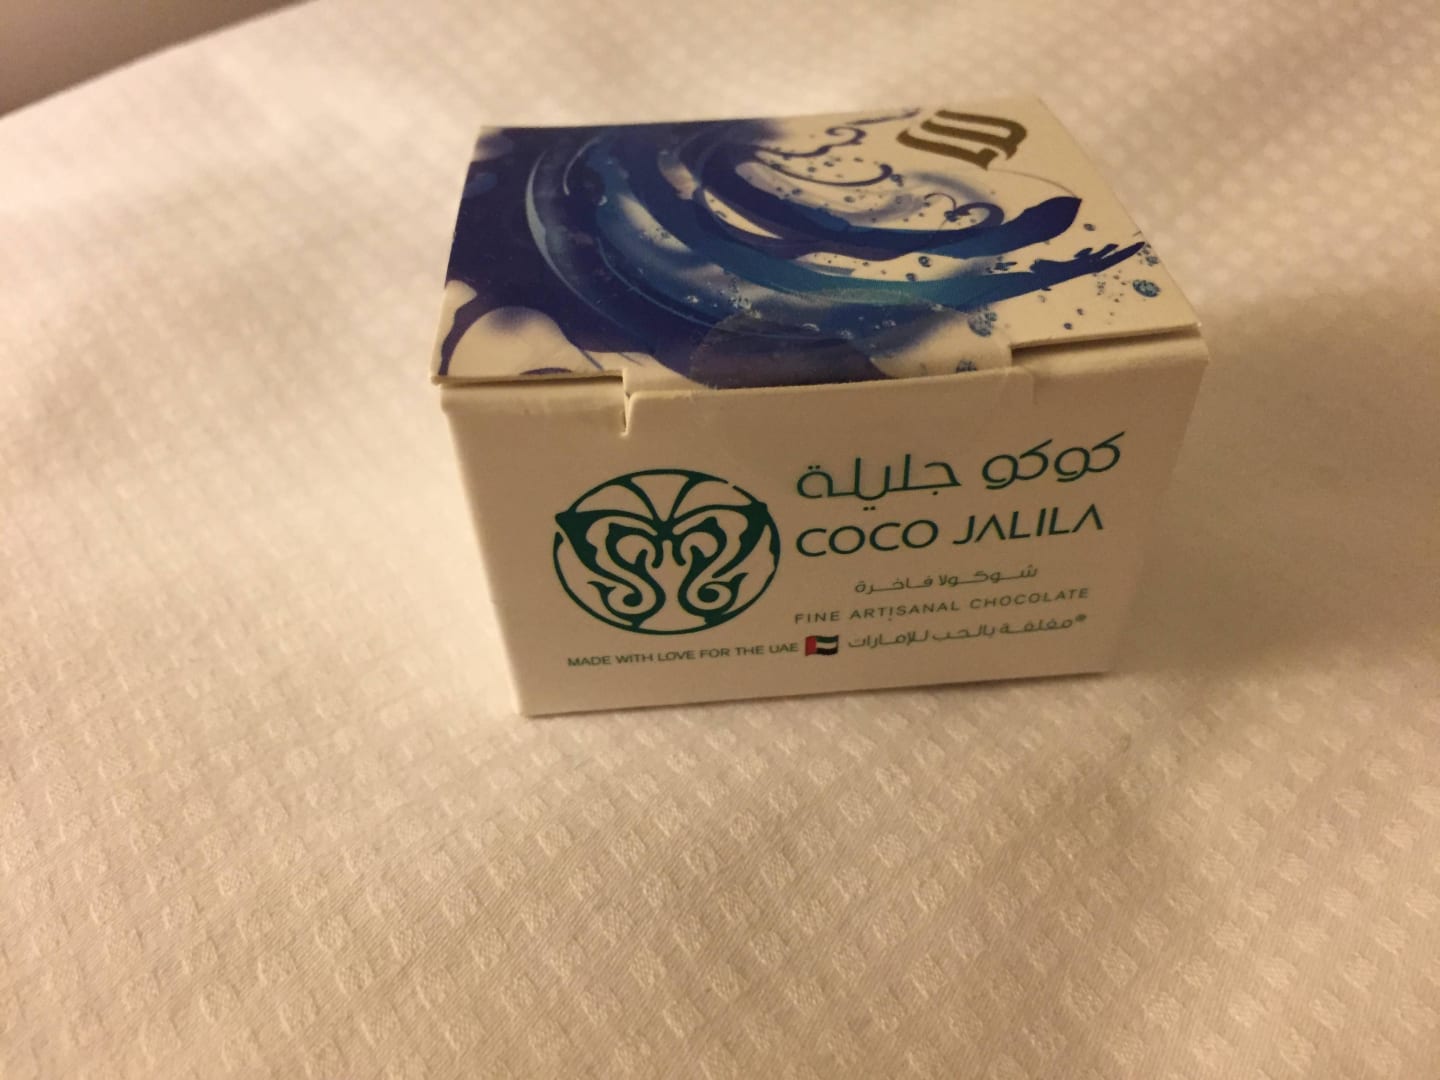 كوكو جليلة
COCO JALILA
شوكولا فاخرة
FINE ARTISANAL CHOCOLATE
MADE WITH LOVE FOR THE UAE مغلفة بالحب للإمارات®